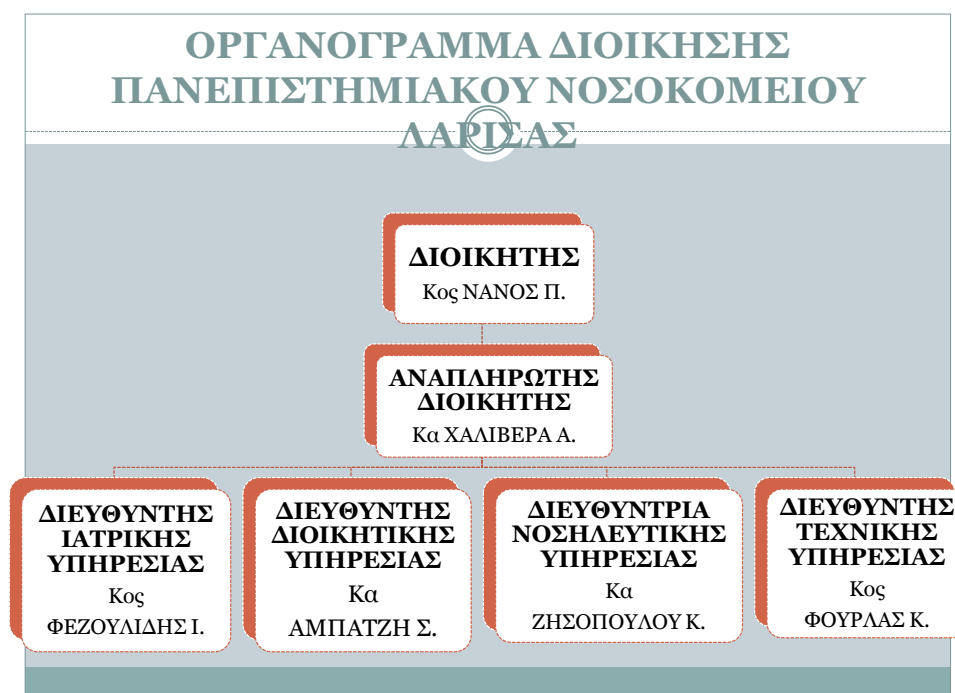 ΟΡΓΑΝΟΓΡΑΜΜΑ ΔΙΟΙΚΗΣΗΣ
ΠΑΝΕΠΙΣΤΗΜΙΑΚΟΥ ΝΟΣΟΚΟΜΕΙΟΥ
ΛΑΡΙΣΑΣ
ΔΙΟΙΚΗΤΗΣ
Κος ΝΑΝΟΣ Π.
ΑΝΑΠΛΗΡΩΤΗΣ
ΔΙΟΙΚΗΤΗΣ
Κα ΧΑΛΙΒΕΡΑ Α.
ΔΙΕΥΘΥΝΤΗΣ
ΙΑΤΡΙΚΗΣ
ΥΠΗΡΕΣΙΑΣ
Κος
ΦΕΖΟΥΛΙΔΗΣ Ι.
ΔΙΕΥΘΥΝΤΗΣ
ΔΙΟΙΚΗΤΙΚΗΣ
ΥΠΗΡΕΣΙΑΣ
Κα
ΑΜΠΑΤΖΗ Σ.
ΔΙΕΥΘΥΝΤΡΙΑ
ΝΟΣΗΛΕΥΤΙΚΗΣ
ΥΠΗΡΕΣΙΑΣ
Κα
ΖΗΣΟΠΟΥΛΟΥ Κ.
ΔΙΕΥΘΥΝΤΗΣ
ΤΕΧΝΙΚΗΣ
ΥΠΗΡΕΣΙΑΣ
Κος
ΦΟΥΡΛΑΣ Κ.